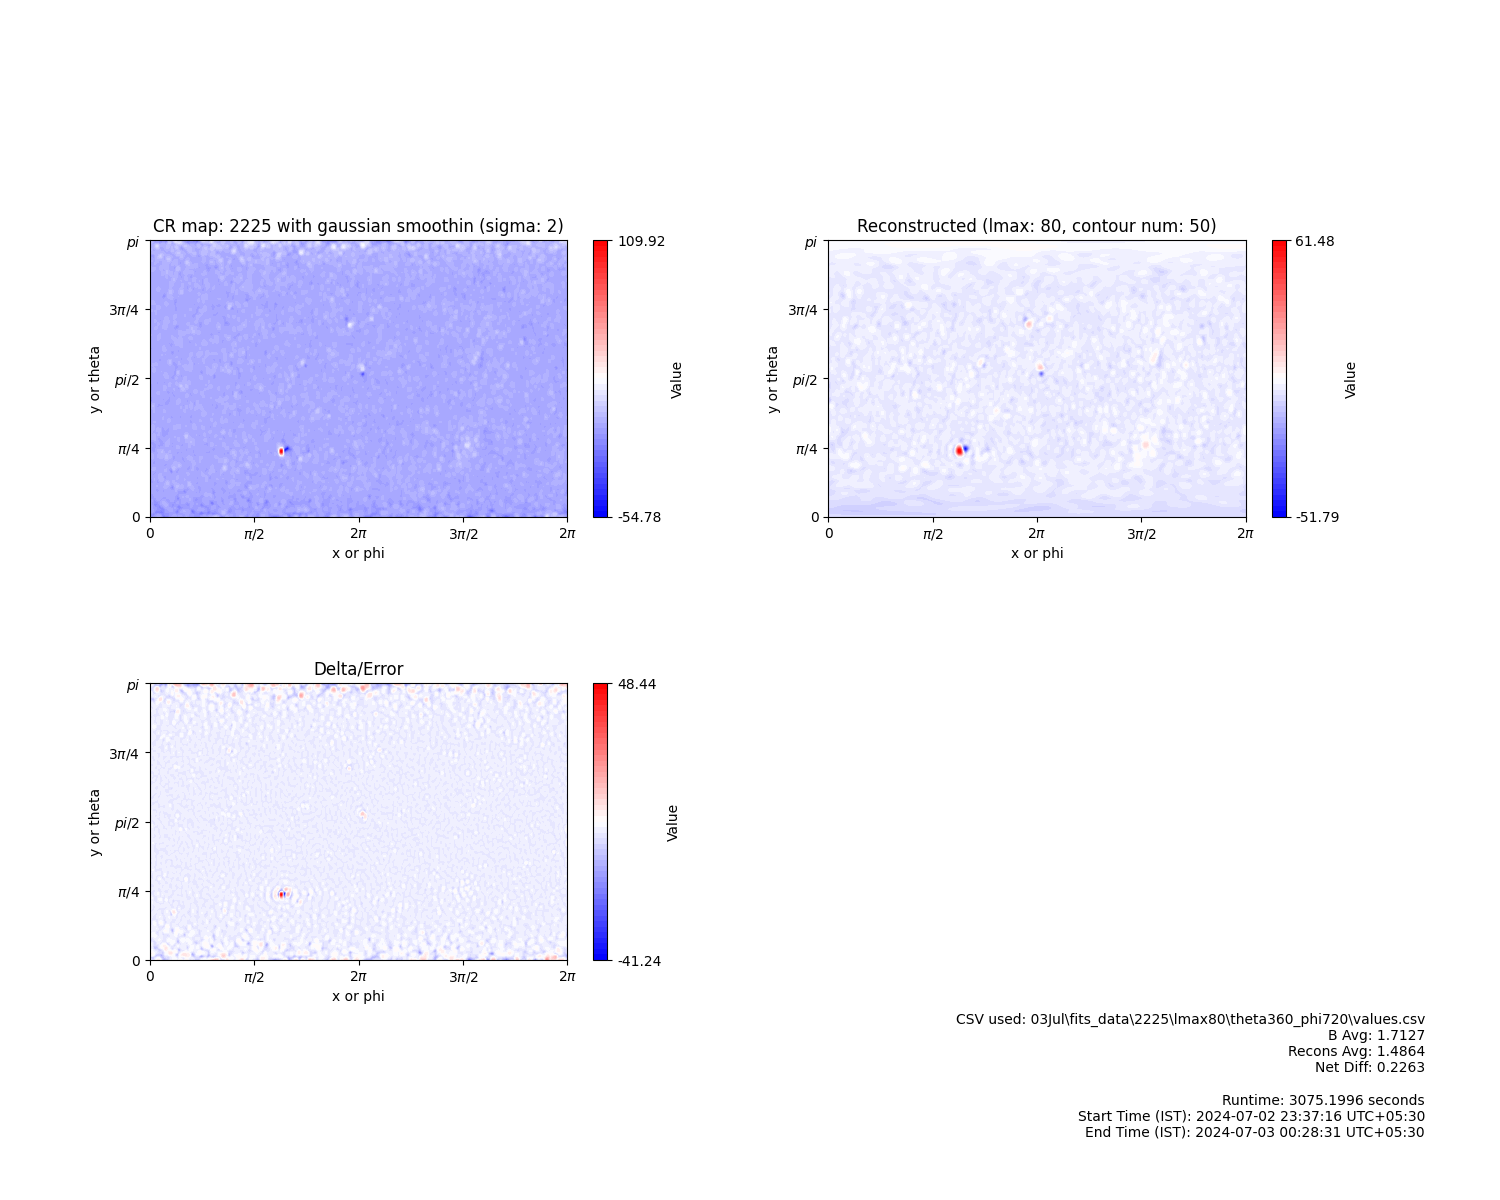 CR map: 2225 with gaussian smoothin (sigma: 2)
pi
3π/4
pi/2
π/4
0
y or theta
0 π/2 2π 3π/2 2π
x or phi
109.92
-54.78
Value
Reconstructed (lmax: 80, contour num: 50)
pi
3π/4
pi/2
π/4
0
y or theta
0 π/2 2π 3π/2 2π
x or phi
61.48
-51.79
Value
Delta/Error
pi
3π/4
pi/2
π/4
0
y or theta
0 π/2 2π 3π/2 2π
x or phi
48.44
-41.24
Value
CSV used: 03Jul\fits_data\2225\lmax80\theta360_phi720\values.csv
B Avg: 1.7127
Recons Avg: 1.4864
Net Diff: 0.2263
Runtime: 3075.1996 seconds
Start Time (IST): 2024-07-02 23:37:16 UTC+05:30
End Time (IST): 2024-07-03 00:28:31 UTC+05:30